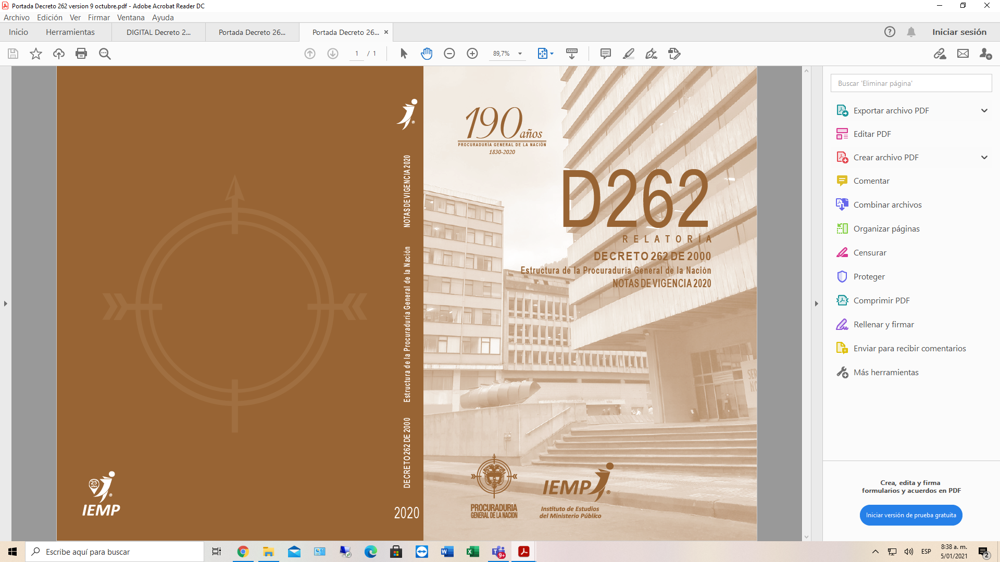 Portada Decreto 262 version 9 octubre.pdf - Adobe Acrobat Reader DC
Archivo Edición Ver Firmar Ventana Ayuda
Inicio Herramientas DIGITAL Decreto 2... Portada Decreto 26... Portada Decreto 26... × Iniciar sesión
1 / 1 89,7%
Buscar 'Eliminar página'
Exportar archivo PDF
Editar PDF
Crear archivo PDF
Comentar
Combinar archivos
Organizar páginas
Censurar
Proteger
Comprimir PDF
Rellenar y firmar
Enviar para recibir comentarios
Más herramientas
Crea, edita y firma
formularios y acuerdos en PDF
Iniciar versión de prueba gratuita
25 años
IEMP
DECRETO 262 DE 2000 Estructura de la Procuraduría General de la Nación NOTAS DE VIGENCIA 2020
2020
190 años
PROCURADURÍA GENERAL DE LA NACIÓN
1830-2020
D262
RELATORÍA
DECRETO 262 DE 2000
Estructura de la Procuraduría General de la Nación
NOTAS DE VIGENCIA 2020
PROCURADURÍA
GENERAL DE LA NACION
IEMP
Instituto de Estudios
del Ministerio Público
Escribe aquí para buscar
9+
ESP
8:38 a. m.
5/01/2021
2